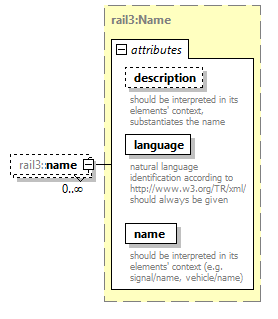 rail3:Name
attributes
description
should be interpreted in its
elements' context,
substantiates the name
language
natural language
identification according to
http://www.w3.org/TR/xml/
should always be given
rail3::name
0..∞
name
should be interpreted in its
elements' context (e.g.
signal/name, vehicle/name)